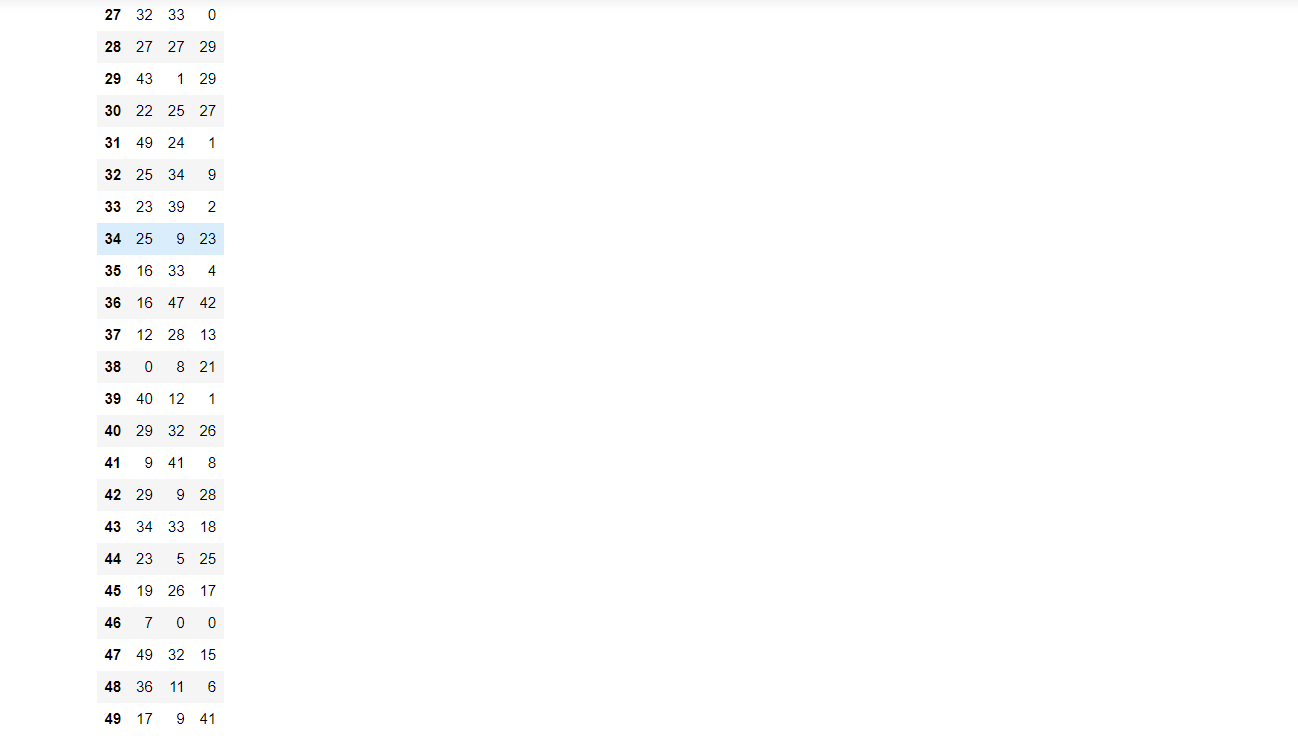 27 32 33 0
28 27 27 29
29 43 1 29
30 22 25 27
31 49 24 1
32 25 34 9
33 23 39 2
34 25 9 23
35 16 33 4
36 16 47 42
37 12 28 13
38 0 8 21
39 40 12 1
40 29 32 26
41 9 41 8
42 29 9 28
43 34 33 18
44 23 5 25
45 19 26 17
46 7 0 0
47 49 32 15
48 36 11 6
49 17 9 41